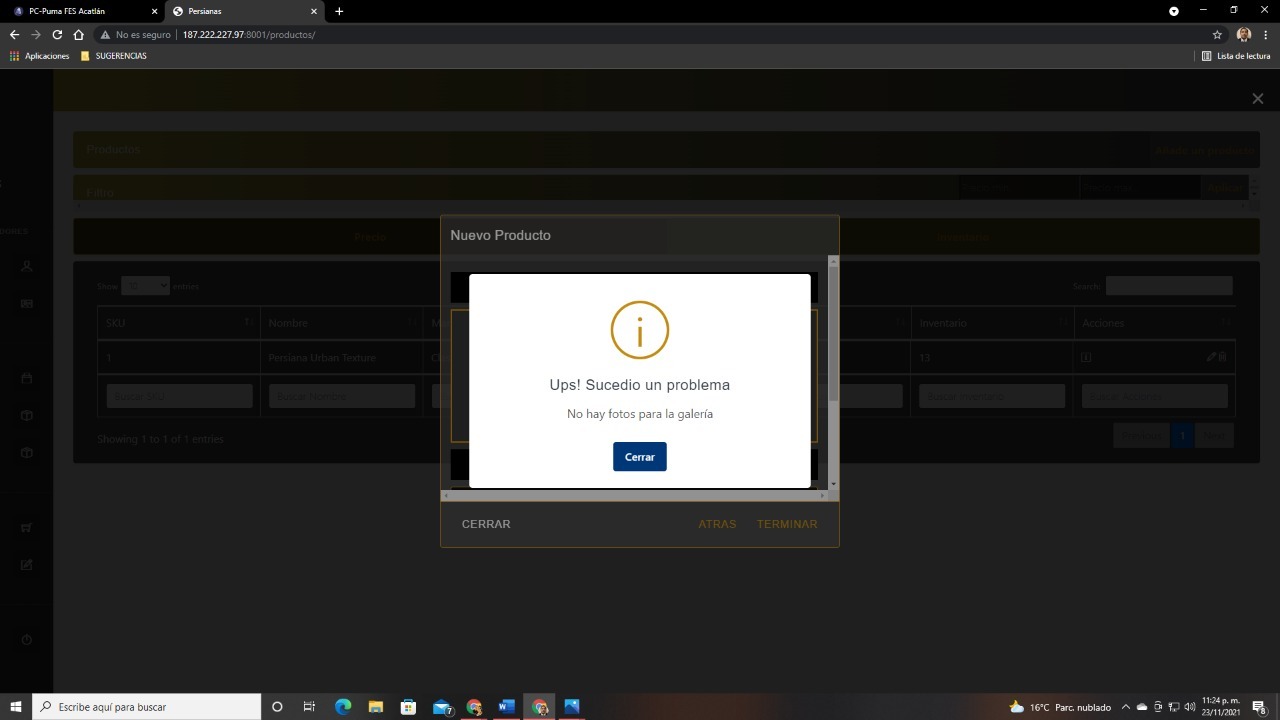 PC-Puma FES Acatlán
Persianas
No es seguro | 187.222.227.97:8001/productos/
Aplicaciones
SUGERENCIAS
Lista de lectura
Productos
Añade un producto
Filtro
Aplicar
Nuevo Producto
Precio
Inventario
Show 10 entries
Search:
SKU
Nombre
Inventario
Acciones
1
Persiana Urban Texture
13
Buscar SKU
Buscar Nombre
Buscar Inventario
Buscar Acciones
Showing 1 to 1 of 1 entries
Previous
1
Next
Ups! Sucedio un problema
No hay fotos para la galería
Cerrar
CERRAR
ATRAS
TERMINAR
Escribe aquí para buscar
7
16°C Parc. nublado
11:24 p. m.
23/11/2021